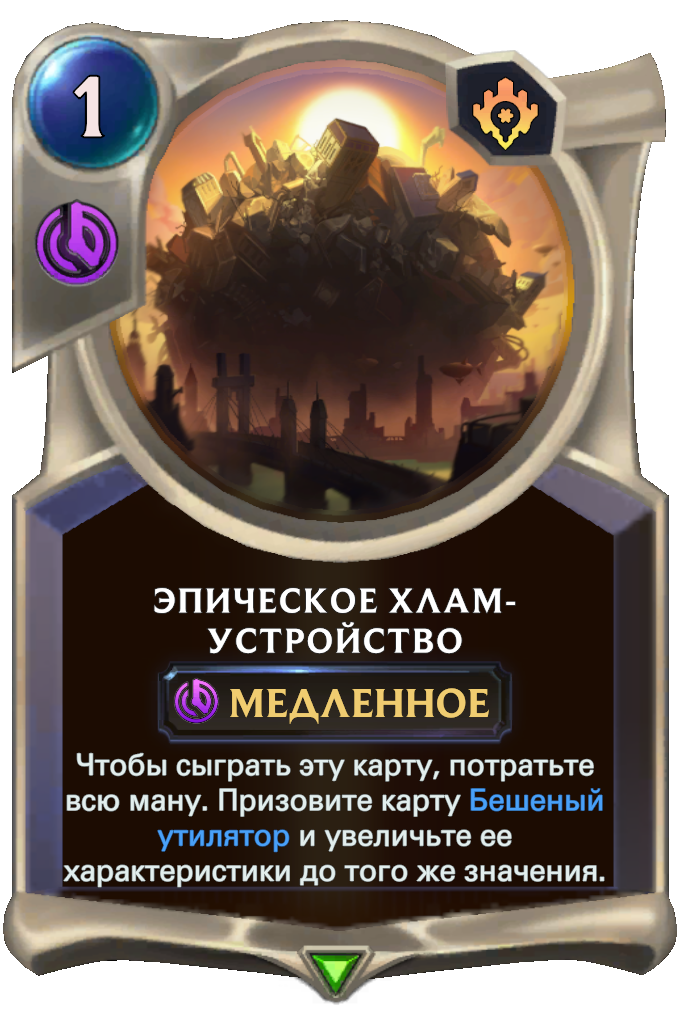 1
ЭПИЧЕСКОЕ ХЛАМ-
УСТРОЙСТВО
МЕДЛЕННОЕ
Чтобы сыграть эту карту, потратьте
всю ману. Призовите карту Бешеный
утилятор и увеличьте ее
характеристики до того же значения.